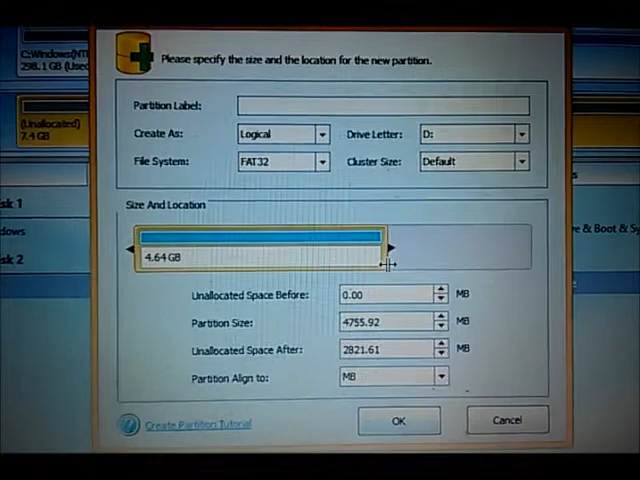 C:Windows(NT
298.1 GB (Used
Please specify the size and the location for the new partition.
Partition Label:
(Unallocated)
7.4 GB
Create As: Logical Drive Letter: D:
File System: FAT32 Cluster Size: Default
s
sk 1
Size And Location
ows
e & Boot & Sy
sk 2
4.64 GB
Unallocated Space Before: 0.00 MB
Partition Size: 4755.92 MB
Unallocated Space After: 2821.61 MB
Partition Align to: MB
Create Partition Tutorial
OK
Cancel